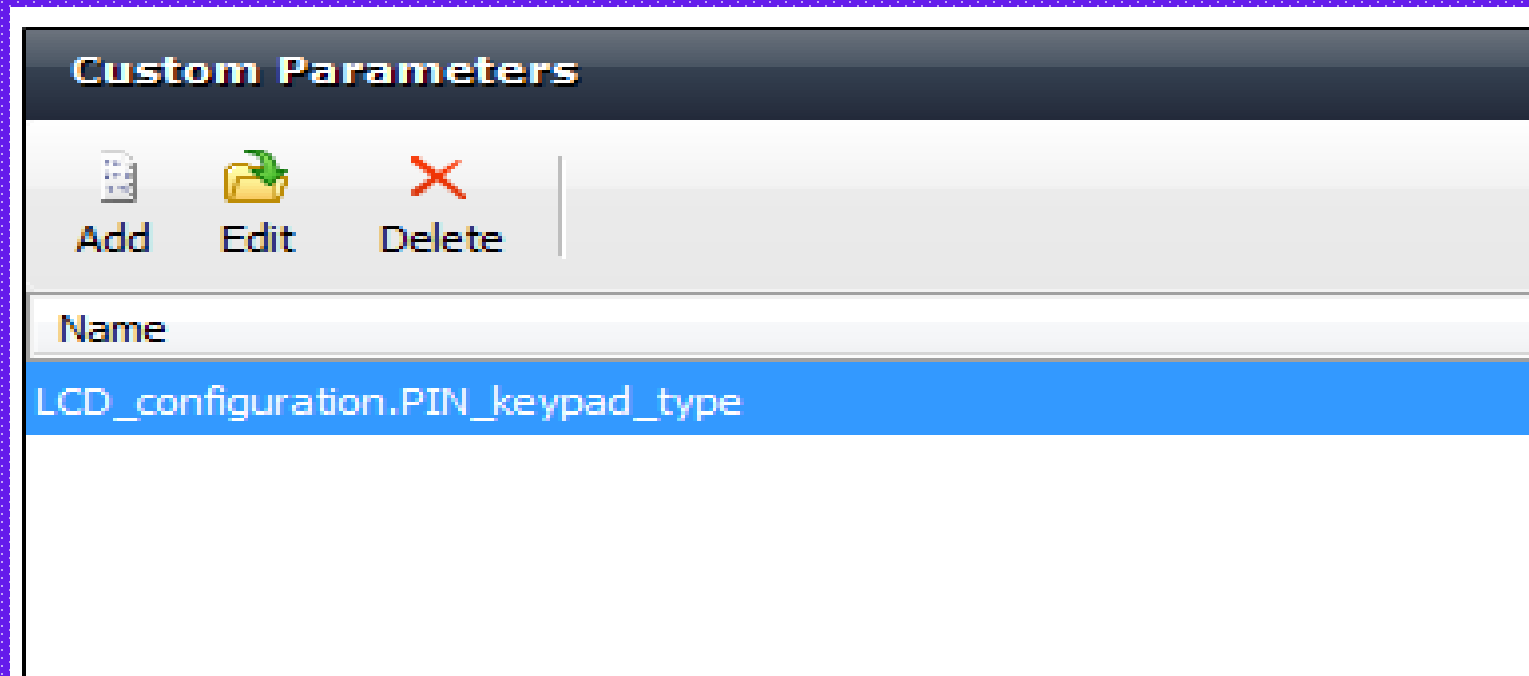 Custom Parameters
Add Edit Delete
Name
LCD_configuration.PIN_keypad_type